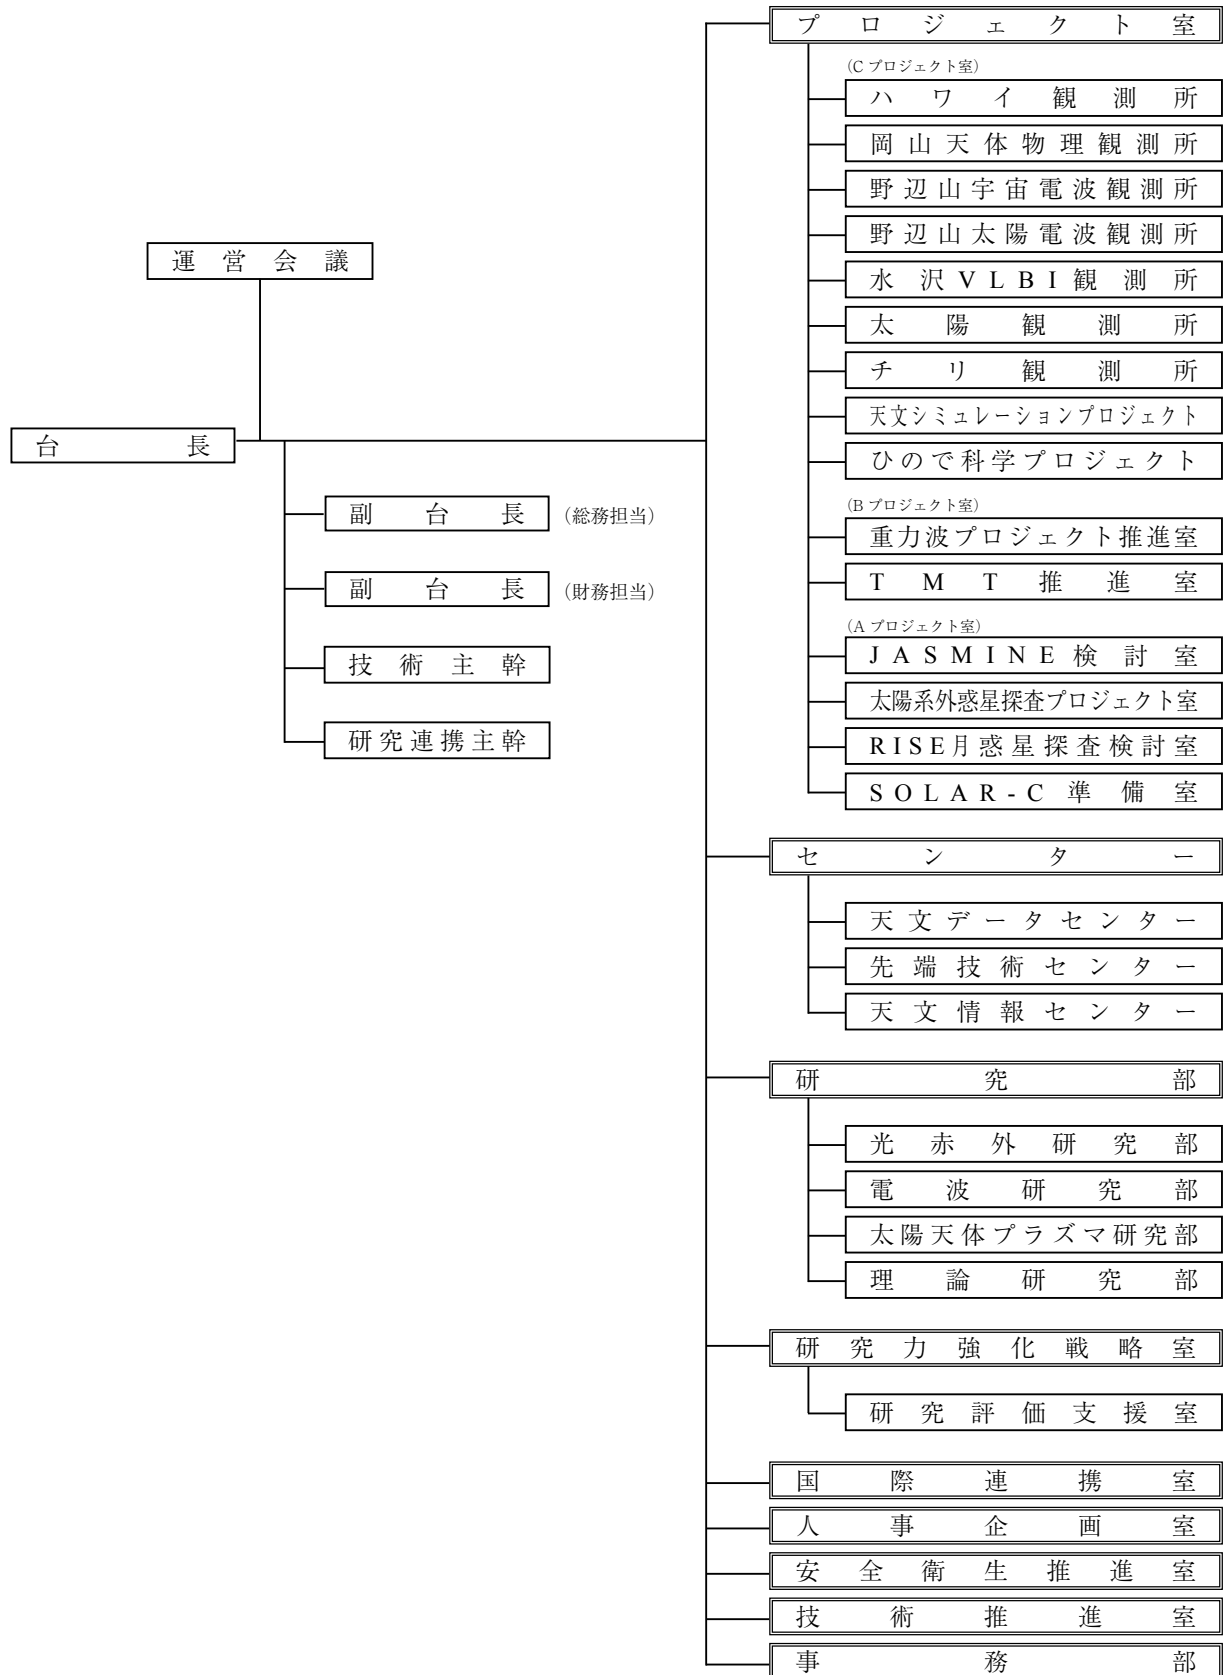 運営会議
台長
副台長 (総務担当)
副台長 (財務担当)
技術主幹
研究連携主幹
プロジェクト室
(C プロジェクト室)
ハワイ観測所
岡山天体物理観測所
野辺山宇宙電波観測所
野辺山太陽電波観測所
水沢VLBI観測所
太陽観測所
チリ観測所
天文シミュレーションプロジェクト
ひので科学プロジェクト
(B プロジェクト室)
重力波プロジェクト推進室
TMT推進室
(A プロジェクト室)
JASMINE検討室
太陽系外惑星探査プロジェクト室
RISE月惑星探査検討室
SOLAR-C準備室
センター
天文データセンター
先端技術センター
天文情報センター
研究部
光赤外研究部
電波研究部
太陽天体プラズマ研究部
理論研究部
研究力強化戦略室
研究評価支援室
国際連携室
人事企画室
安全衛生推進室
技術推進室
事務部